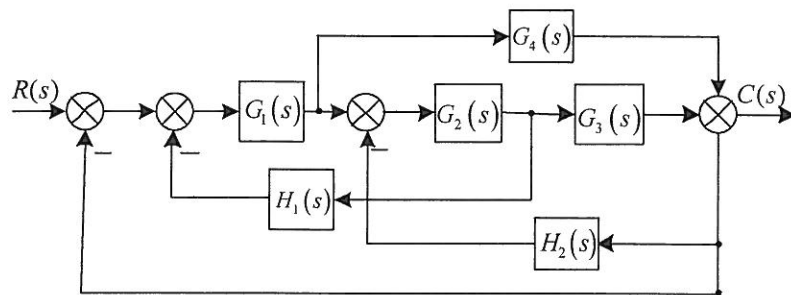 G₄(s)
R(s)
G₁(s)
G₂(s)
G₃(s)
C(s)
−
−
−
H₁(s)
H₂(s)